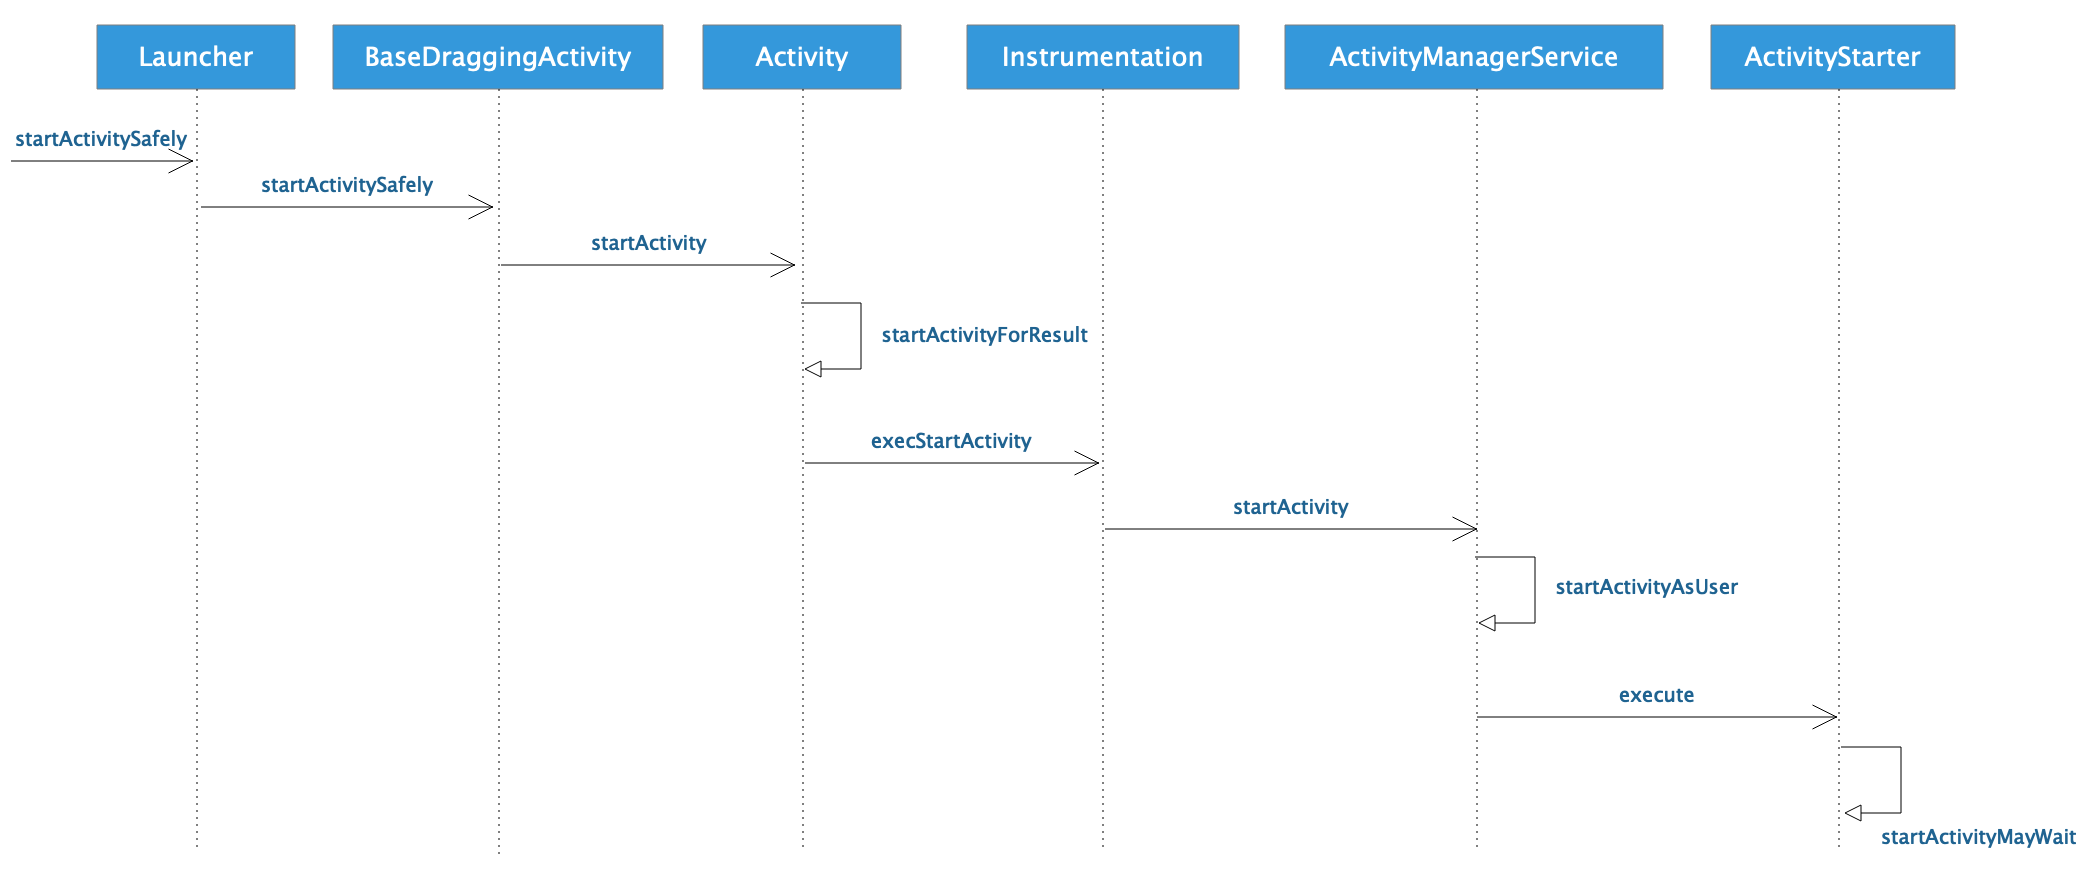 Launcher
BaseDraggingActivity
Activity
Instrumentation
ActivityManagerService
ActivityStarter
startActivitySafely
startActivitySafely
startActivity
startActivityForResult
execStartActivity
startActivity
startActivityAsUser
execute
startActivityMayWait